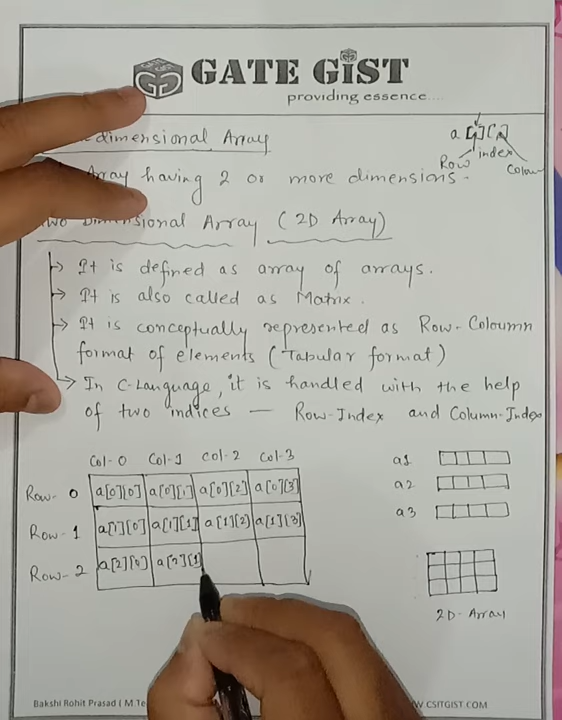 GATE GiST
providing essence....
dimensional Array
a [ ][ ]
Row index
Array having 2 or more dimensions.
Dimensional Array (2D Array)
It is defined as array of arrays.
It is also called as Matrix.
It is conceptually represented as Row-Coloumn
format of elements (Tabular format)
In C-Language, it is handled with the help
of two indices — Row-Index and Column-Index
Col-0 Col-1 Col-2 Col-3
Row-0 a[0][0] a[0][1] a[0][2] a[0][3]
Row-1 a[1][0] a[1][1] a[1][2] a[1][3]
Row-2 a[2][0] a[2][1]
a1
a2
a3
2D-Array
Bakshi Rohit Prasad (M.Te
CSITGIST.COM